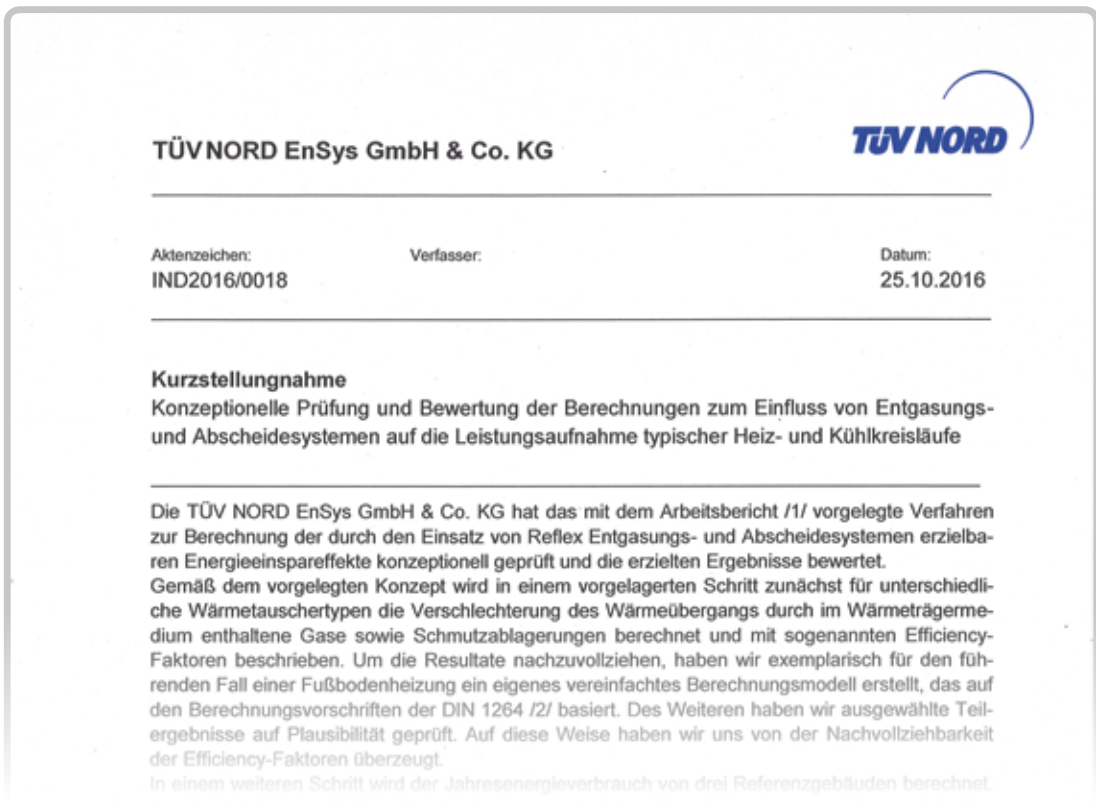 TÜV NORD EnSys GmbH & Co. KG
TÜV NORD
Aktenzeichen:
Verfasser:
Datum:
IND2016/0018
25.10.2016
Kurzstellungnahme
Konzeptionelle Prüfung und Bewertung der Berechnungen zum Einfluss von Entgasungs-
und Abscheidesystemen auf die Leistungsaufnahme typischer Heiz- und Kühlkreisläufe
Die TÜV NORD EnSys GmbH & Co. KG hat das mit dem Arbeitsbericht /1/ vorgelegte Verfahren
zur Berechnung der durch den Einsatz von Reflex Entgasungs- und Abscheidesystemen erzielba-
ren Energieeinspareffekte konzeptionell geprüft und die erzielten Ergebnisse bewertet.
Gemäß dem vorgelegten Konzept wird in einem vorgelagerten Schritt zunächst für unterschiedli-
che Wärmetauschertypen die Verschlechterung des Wärmeübergangs durch im Wärmeträgerme-
dium enthaltene Gase sowie Schmutzablagerungen berechnet und mit sogenannten Efficiency-
Faktoren beschrieben. Um die Resultate nachzuvollziehen, haben wir exemplarisch für den füh-
renden Fall einer Fußbodenheizung ein eigenes vereinfachtes Berechnungsmodell erstellt, das auf
den Berechnungsvorschriften der DIN 1264 /2/ basiert. Des Weiteren haben wir ausgewählte Teil-
ergebnisse auf Plausibilität geprüft. Auf diese Weise haben wir uns von der Nachvollziehbarkeit
der Efficiency-Faktoren überzeugt.
In einem weiteren Schritt wird der Jahresenergieverbrauch von drei Referenzgebäuden berechnet.